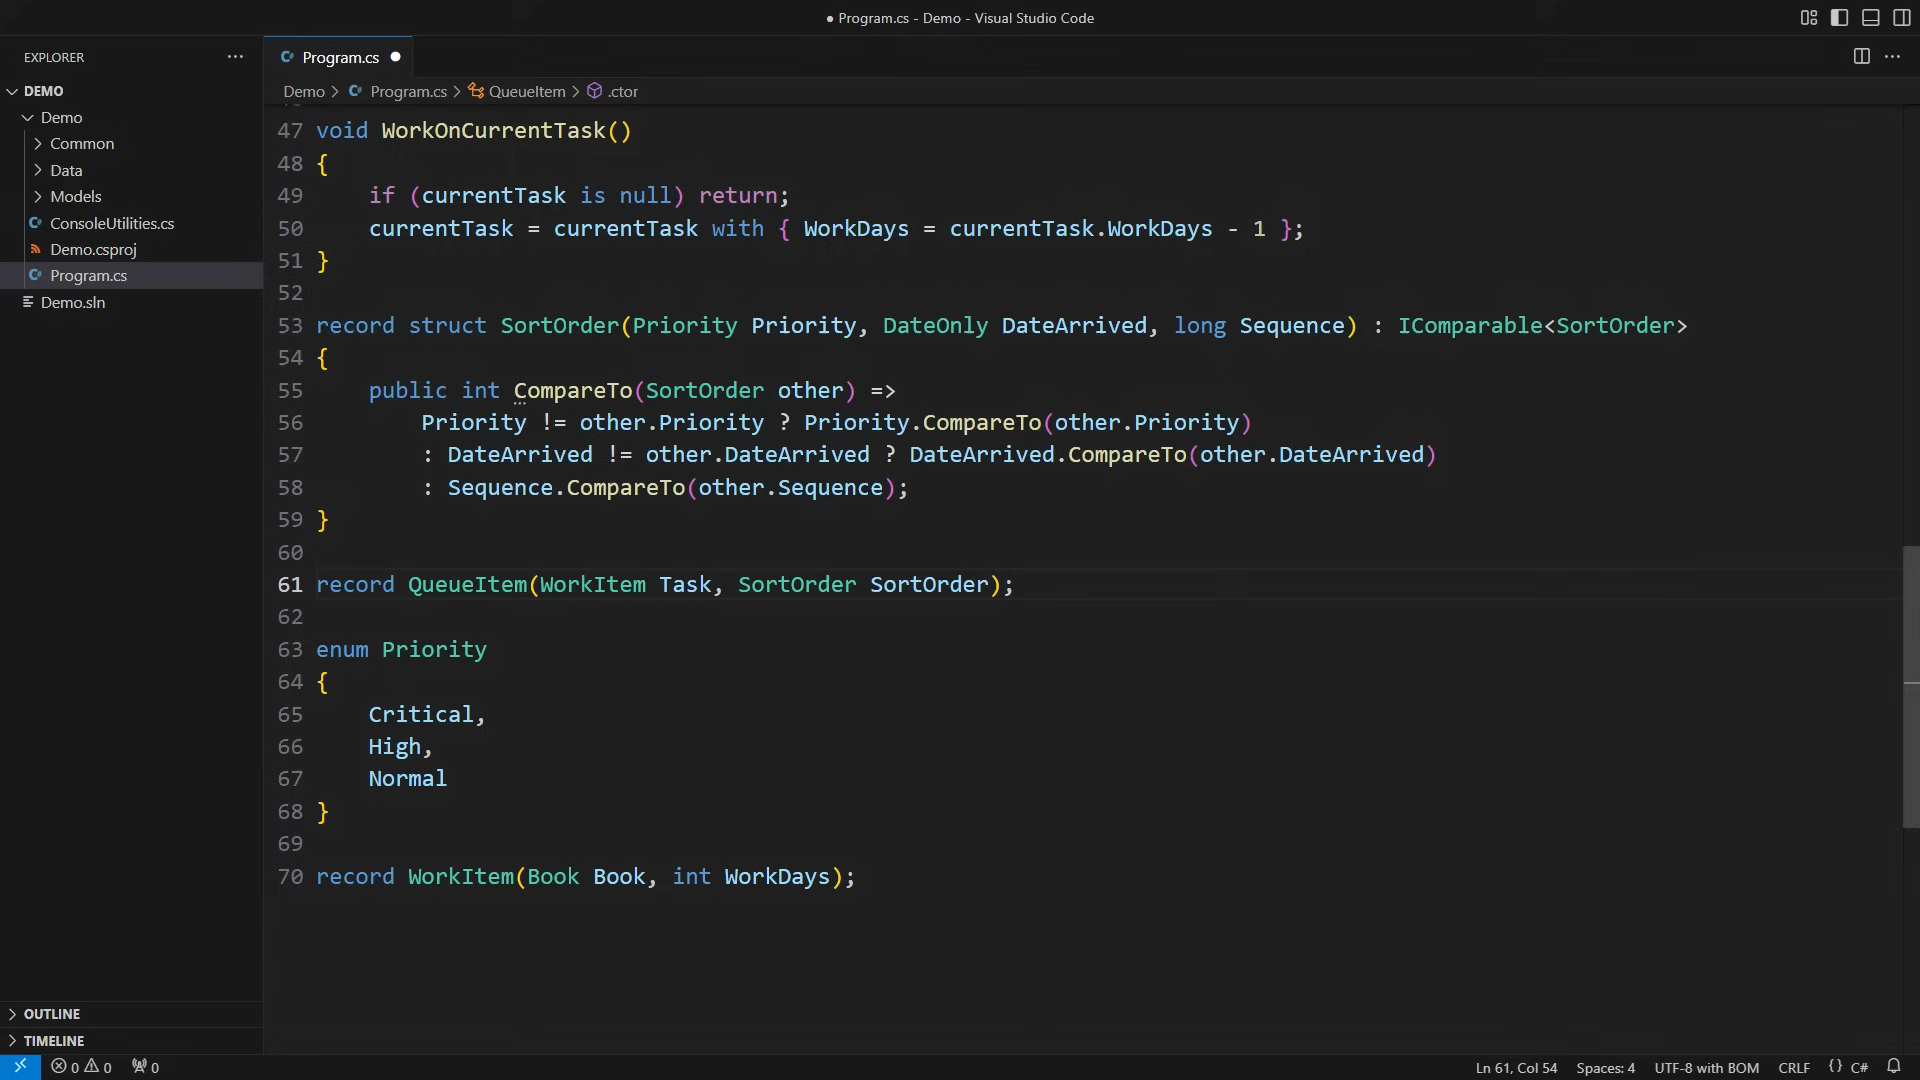 ● Program.cs - Demo - Visual Studio Code
EXPLORER
DEMO
Demo
Common
Data
Models
ConsoleUtilities.cs
Demo.csproj
Program.cs
Demo.sln
OUTLINE
TIMELINE
Program.cs ●
Demo > Program.cs > QueueItem > .ctor
47 void WorkOnCurrentTask()
48 {
49     if (currentTask is null) return;
50     currentTask = currentTask with { WorkDays = currentTask.WorkDays - 1 };
51 }
52
53 record struct SortOrder(Priority Priority, DateOnly DateArrived, long Sequence) : IComparable<SortOrder>
54 {
55     public int CompareTo(SortOrder other) =>
56         Priority != other.Priority ? Priority.CompareTo(other.Priority)
57         : DateArrived != other.DateArrived ? DateArrived.CompareTo(other.DateArrived)
58         : Sequence.CompareTo(other.Sequence);
59 }
60
61 record QueueItem(WorkItem Task, SortOrder SortOrder);
62
63 enum Priority
64 {
65     Critical,
66     High,
67     Normal
68 }
69
70 record WorkItem(Book Book, int WorkDays);
0 0 0
Ln 61, Col 54 Spaces: 4 UTF-8 with BOM CRLF {} C#